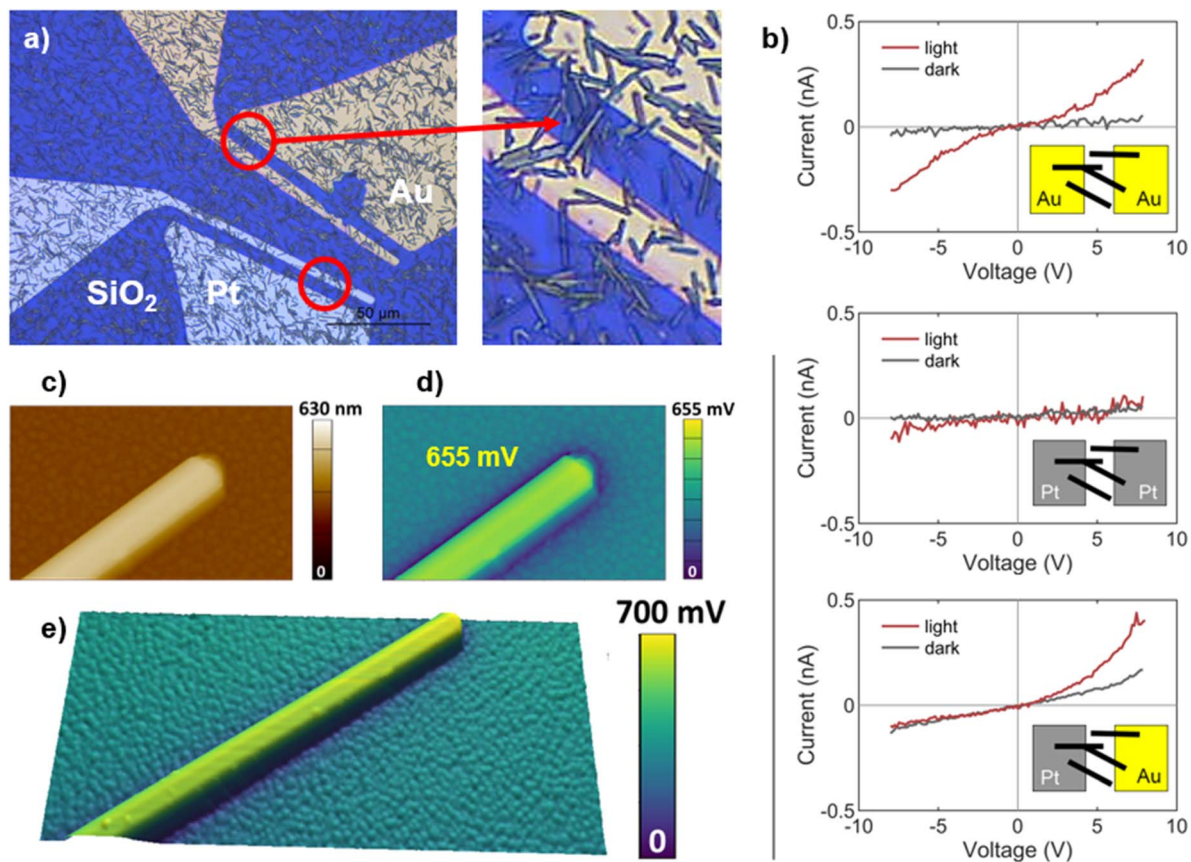 a)
Au
SiO2
Pt
50 µm
b)
0.5
light
dark
0
-0.5
Current (nA)
Au
Au
-10
-5
0
5
10
Voltage (V)
0.5
light
dark
0
-0.5
Current (nA)
Pt
Pt
-10
-5
0
5
10
Voltage (V)
0.5
light
dark
0
-0.5
Current (nA)
Pt
Au
-10
-5
0
5
10
Voltage (V)
c)
630 nm
0
d)
655 mV
655 mV
0
e)
700 mV
0